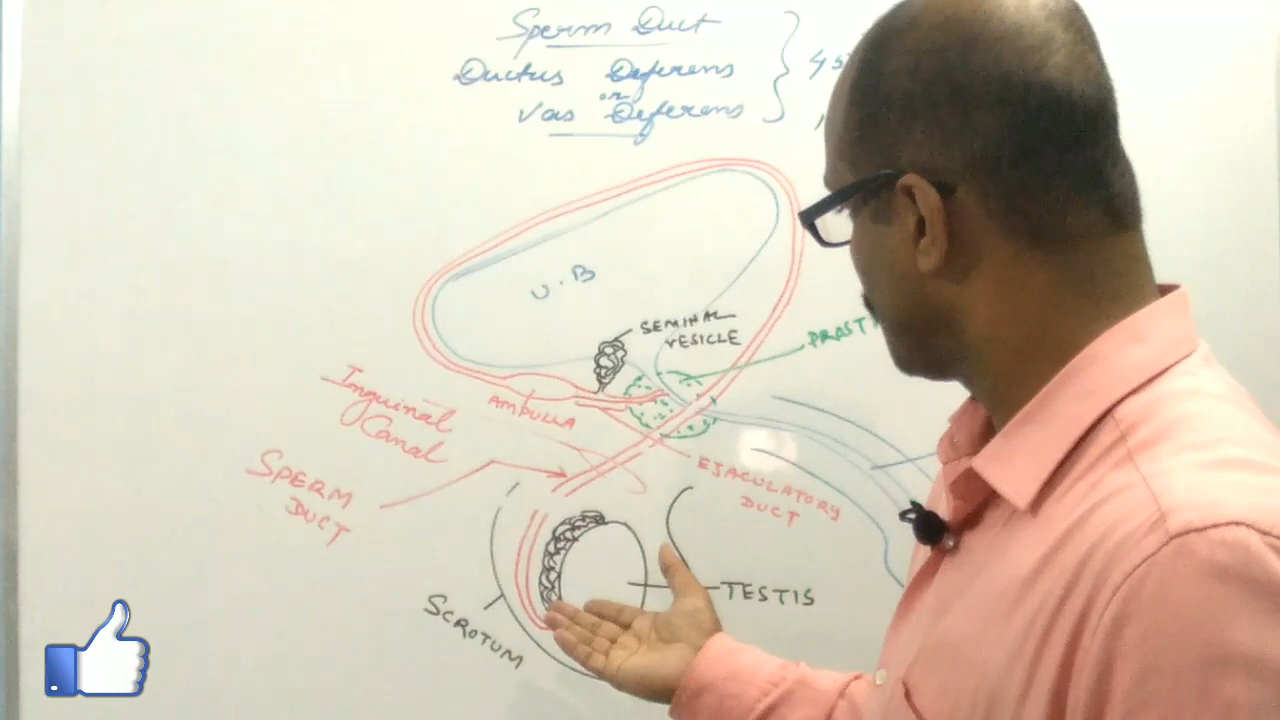 Sperm Duct
Ductus Deferens
or
Vas Deferens
U.B
SEMINAL
VESICLE
Inguinal
Canal
AMPULLA
SPERM
DUCT
EJACULATORY
DUCT
SCROTUM
TESTIS